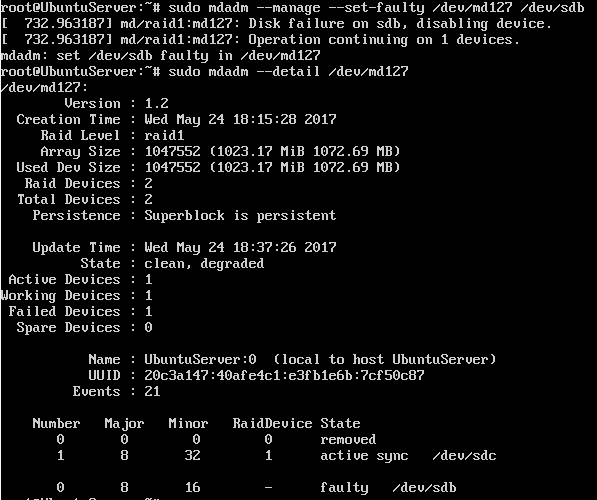 root@UbuntuServer:~# sudo mdadm --manage --set-faulty /dev/md127 /dev/sdb
[  732.963187] md/raid1:md127: Disk failure on sdb, disabling device.
[  732.963187] md/raid1:md127: Operation continuing on 1 devices.
mdadm: set /dev/sdb faulty in /dev/md127
root@UbuntuServer:~# sudo mdadm --detail /dev/md127
/dev/md127:
Version : 1.2
Creation Time : Wed May 24 18:15:28 2017
Raid Level : raid1
Array Size : 1047552 (1023.17 MiB 1072.69 MB)
Used Dev Size : 1047552 (1023.17 MiB 1072.69 MB)
Raid Devices : 2
Total Devices : 2
Persistence : Superblock is persistent
Update Time : Wed May 24 18:37:26 2017
State : clean, degraded
Active Devices : 1
Working Devices : 1
Failed Devices : 1
Spare Devices : 0
Name : UbuntuServer:0  (local to host UbuntuServer)
UUID : 20c3a147:40afe4c1:e3fb1e6b:7cf50c87
Events : 21
Number   Major   Minor   RaidDevice State
0        0        0        0      removed
1        8       32        1      active sync   /dev/sdc
0        8       16        -      faulty   /dev/sdb